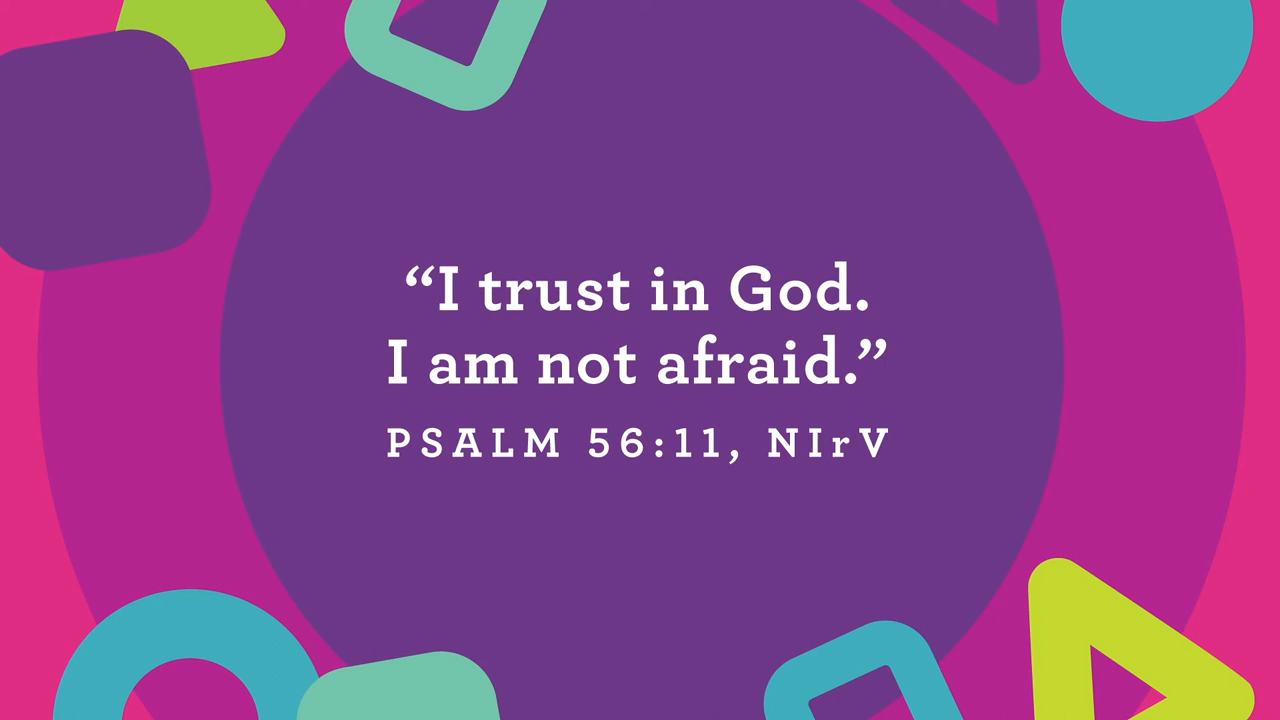 “I trust in God.
I am not afraid.”
PSALM 56:11, NIrV